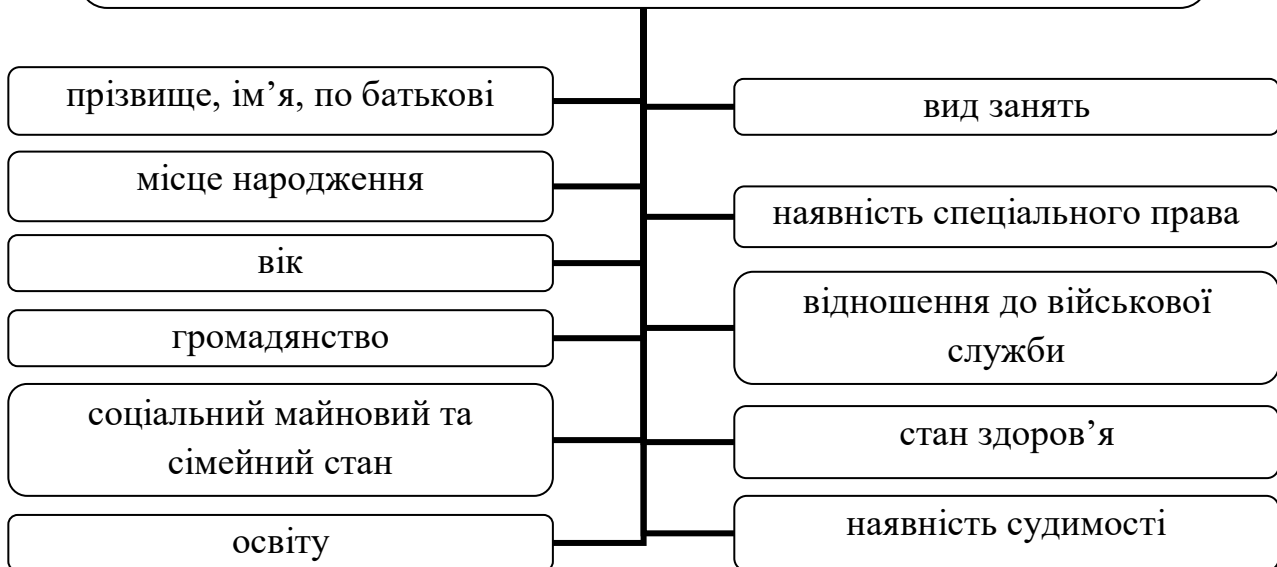 прізвище, ім’я, по батькові
місце народження
вік
громадянство
соціальний майновий та
сімейний стан
освіту
вид занять
наявність спеціального права
відношення до військової
служби
стан здоров’я
наявність судимості